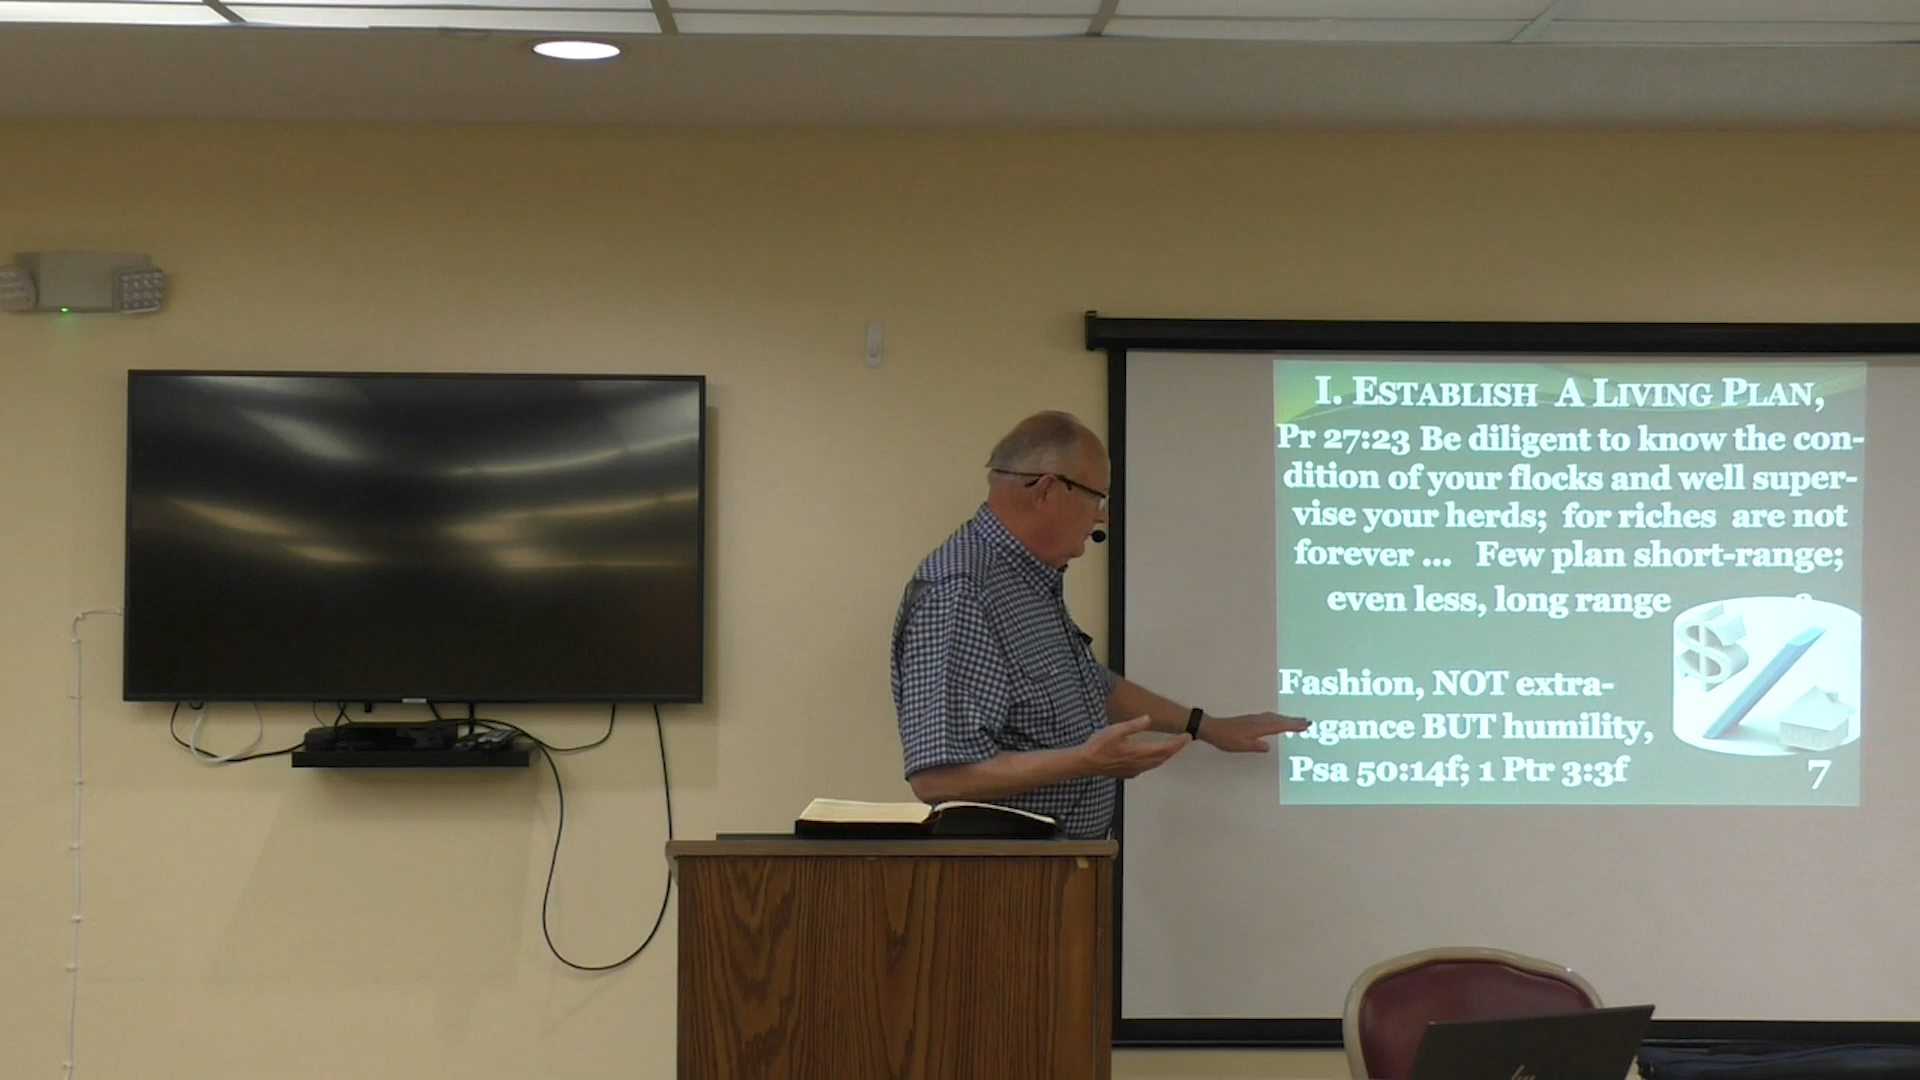 I. ESTABLISH A LIVING PLAN,
Pr 27:23 Be diligent to know the con-
dition of your flocks and well super-
vise your herds; for riches are not
forever ... Few plan short-range;
even less, long range
Fashion, NOT extra-
vagance BUT humility,
Psa 50:14f; 1 Ptr 3:3f
7
hp